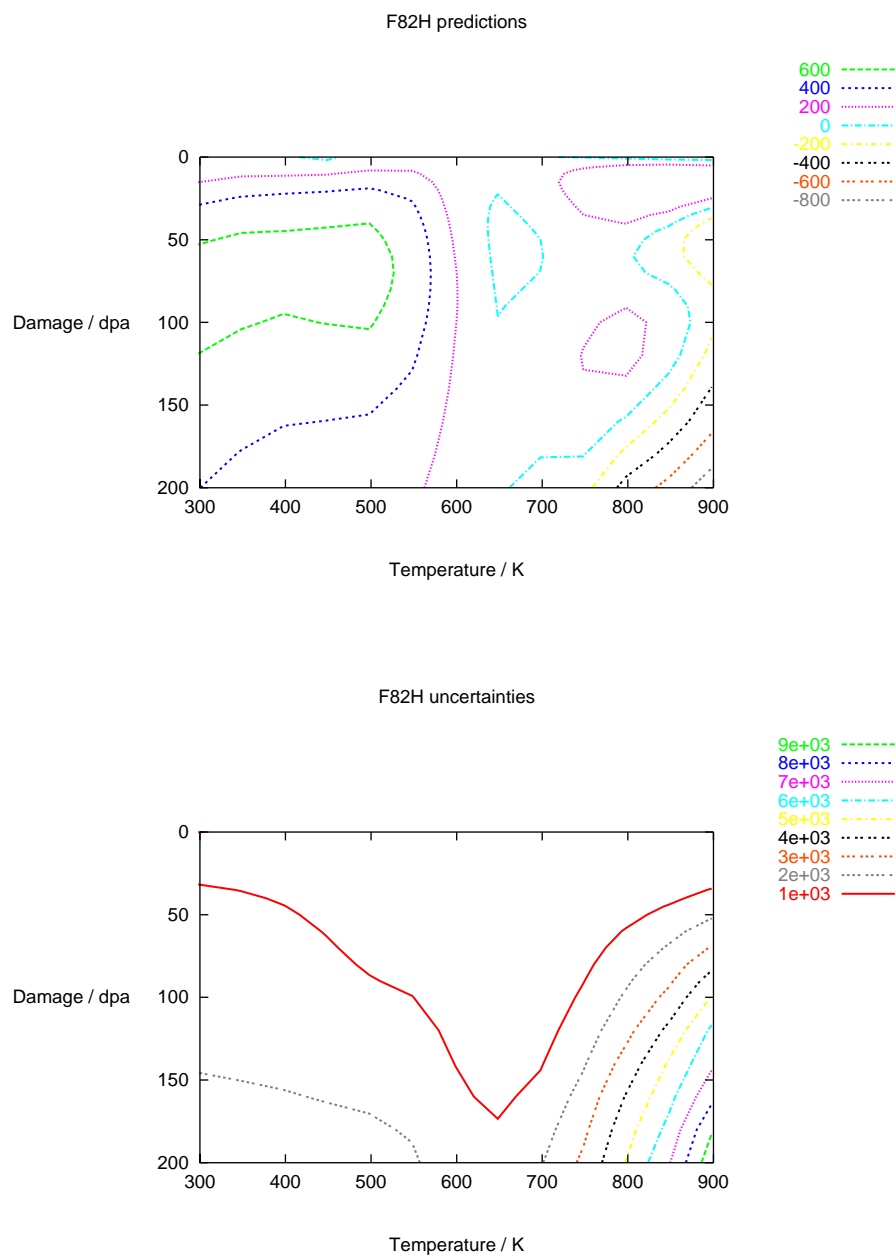 F82H predictions
600
400
200
0
-200
-400
-600
-800
0
50
100
150
200
Damage / dpa
300 400 500 600 700 800 900
Temperature / K
F82H uncertainties
9e+03
8e+03
7e+03
6e+03
5e+03
4e+03
3e+03
2e+03
1e+03
0
50
100
150
200
Damage / dpa
300 400 500 600 700 800 900
Temperature / K